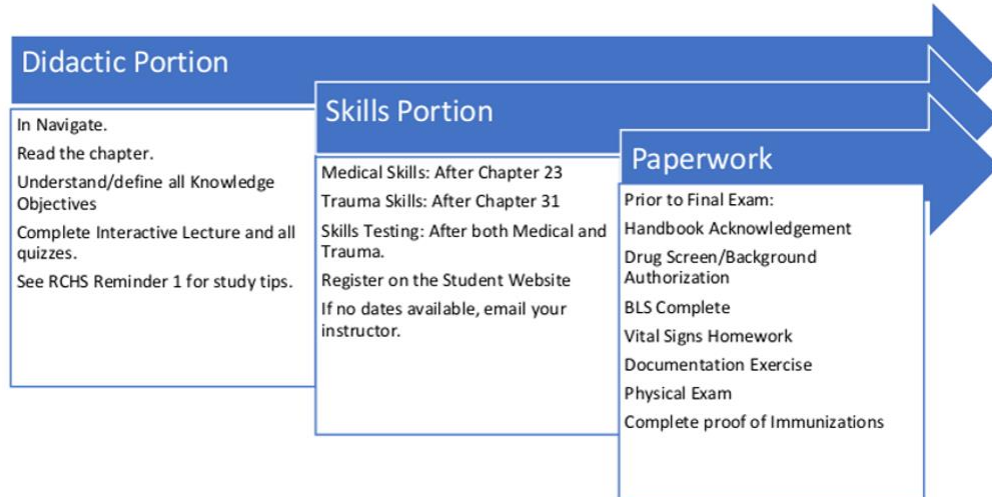 Didactic Portion
In Navigate.
Read the chapter.
Understand/define all Knowledge
Objectives
Complete Interactive Lecture and all
quizzes.
See RCHS Reminder 1 for study tips.
Skills Portion
Medical Skills: After Chapter 23
Trauma Skills: After Chapter 31
Skills Testing: After both Medical and
Trauma.
Register on the Student Website
If no dates available, email your
instructor.
Paperwork
Prior to Final Exam:
Handbook Acknowledgement
Drug Screen/Background
Authorization
BLS Complete
Vital Signs Homework
Documentation Exercise
Physical Exam
Complete proof of Immunizations